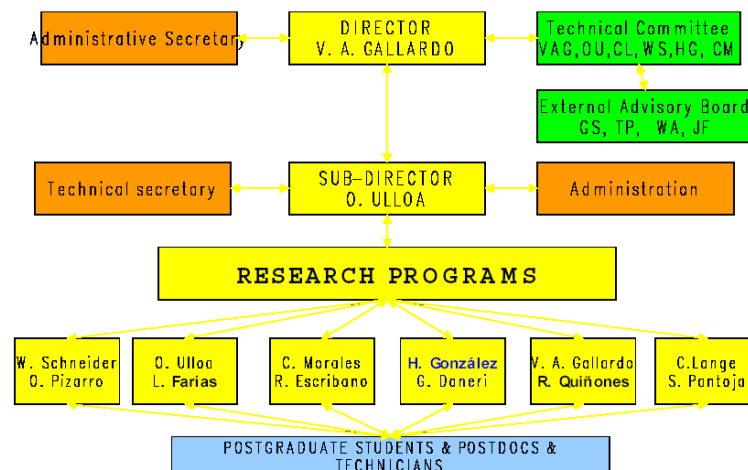 Administrative Secretary
DIRECTOR
V. A. GALLARDO
Technical Committee
VAG,OU,CL,WS,HG, CM
External Advisory Board
GS, TP, WA, JF
Technical secretary
SUB-DIRECTOR
O. ULLOA
Administration
RESEARCH PROGRAMS
W. Schneider
O. Pizarro
O. Ulloa
L. Farías
C. Morales
R. Escribano
H. González
G. Daneri
V. A. Gallardo
R. Quiñones
C.Lange
S. Pantoja
POSTGRADUATE STUDENTS & POSTDOCS &
TECHNICIANS